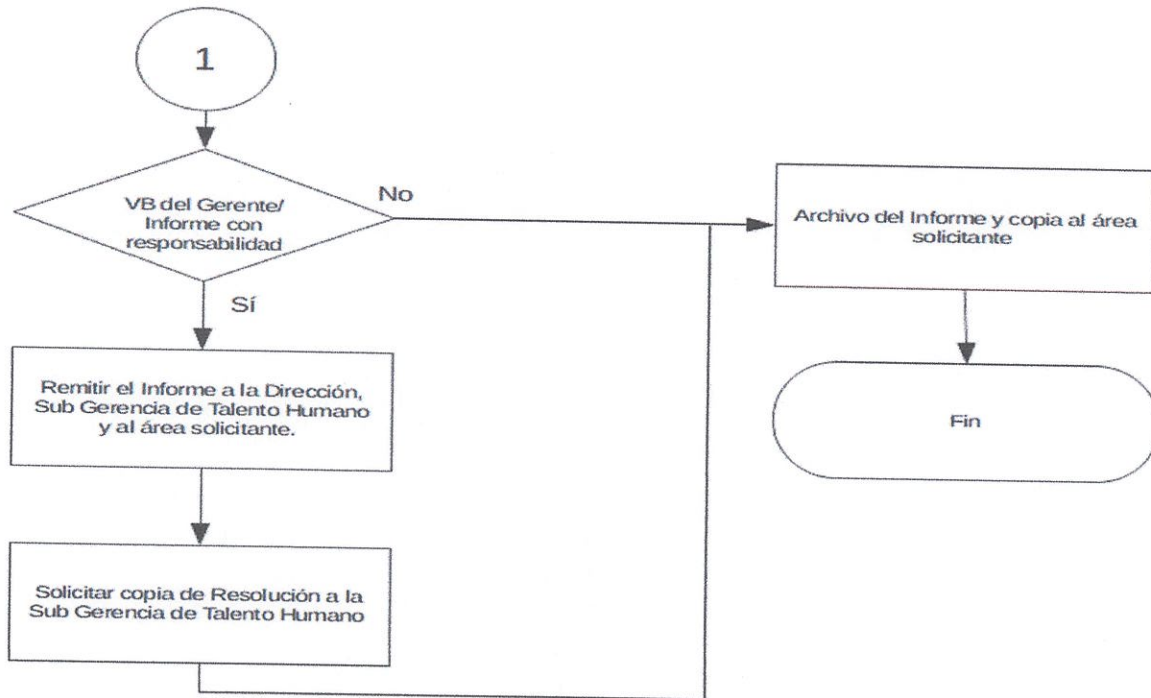 1
VB del Gerente/
Informe con
responsabilidad
No
Sí
Remitir el Informe a la Dirección,
Sub Gerencia de Talento Humano
y al área solicitante.
Solicitar copia de Resolución a la
Sub Gerencia de Talento Humano
Archivo del Informe y copia al área
solicitante
Fin